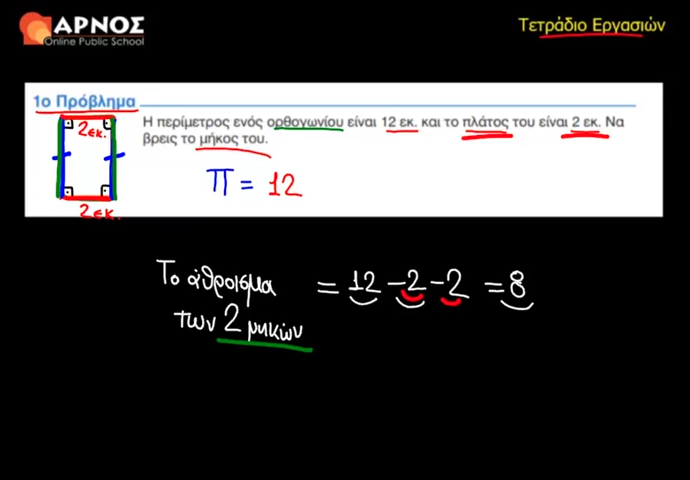 ΑΡΝΟΣ
Online Public School
Τετράδιο Εργασιών
1ο Πρόβλημα
Η περίμετρος ενός ορθογωνίου είναι 12 εκ. και το πλάτος του είναι 2 εκ. Να
βρεις το μήκος του.
2εκ.
2εκ.
Π = 12
Το άθροισμα = 12 - 2 - 2 = 8
των 2 μηκών